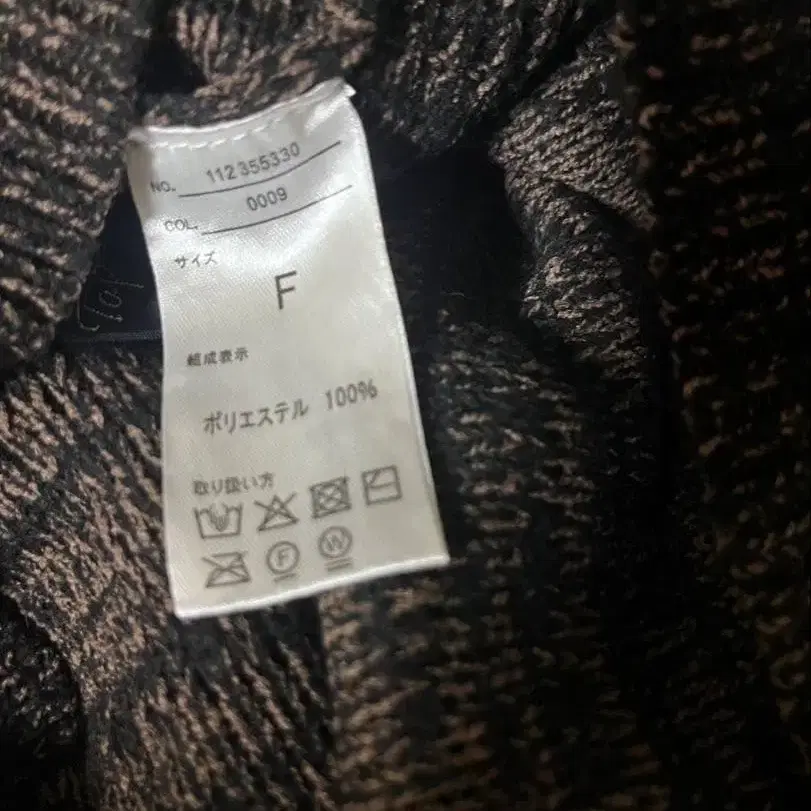 NO. 112355330
COL. 0009
サイズ
F
組成表示
ポリエステル 100%
取り扱い方
F W
Top